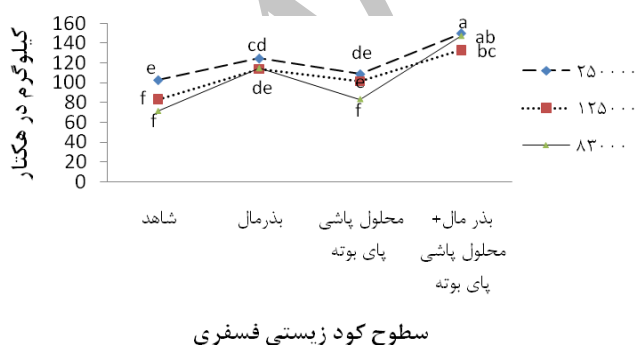 کیلوگرم در هکتار
160
140
120
100
80
60
40
20
0
e
f
f
cd
de
de
e
f
a
ab
bc
۲۵۰۰۰۰
۱۲۵۰۰۰
۸۳۰۰۰
شاهد
بذرمال
محلول پاشی
پای بوته
بذر مال+
محلول پاشی
پای بوته
سطوح کود زیستی فسفری